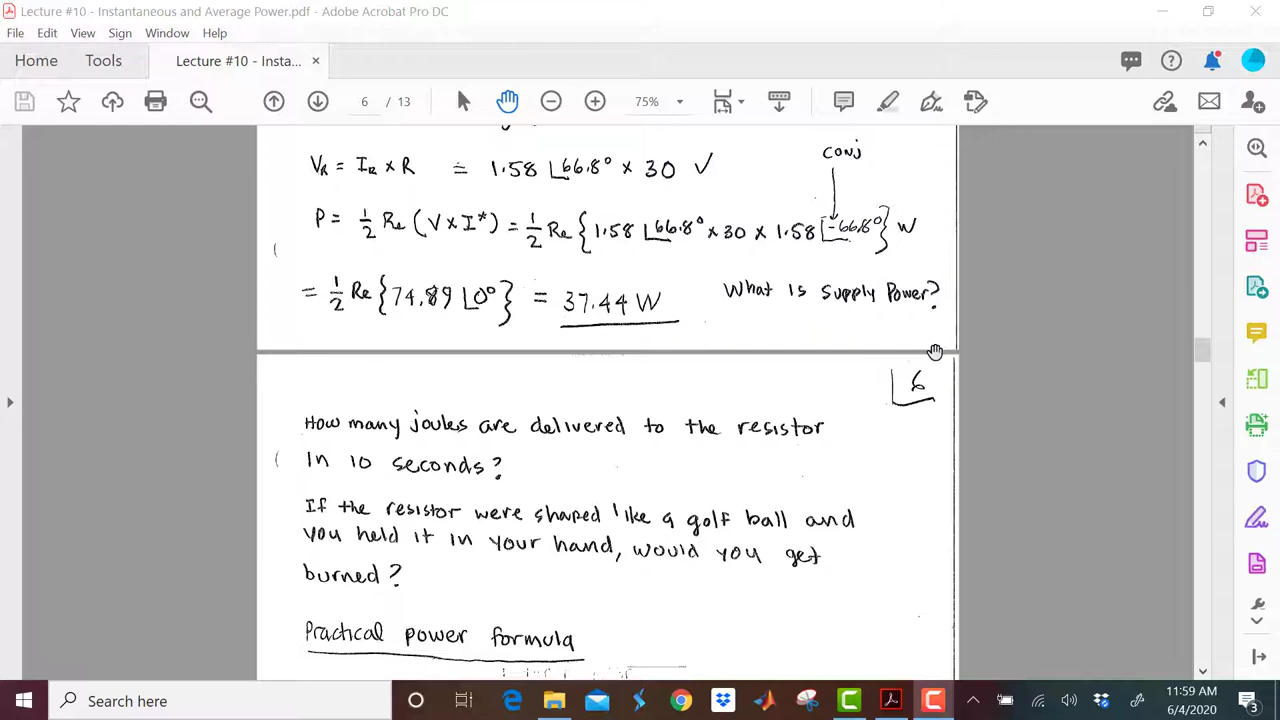 Lecture #10 - Instantaneous and Average Power.pdf - Adobe Acrobat Pro DC
File Edit View Sign Window Help
Home Tools Lecture #10 - Insta... ×
6 / 13 75%
conj
V_R = I_R × R = 1.58 ∠66.8° × 30 V
P = 1/2 Re (V × I*) = 1/2 Re { 1.58 ∠66.8° × 30 × 1.58 ∠-66.8° } W
= 1/2 Re { 74.89 ∠0° } = 37.44 W What is supply Power?
6
How many joules are delivered to the resistor
in 10 seconds?
If the resistor were shaped like a golf ball and
you held it in your hand, would you get
burned?
Practical power formula
Search here
11:59 AM
6/4/2020
3